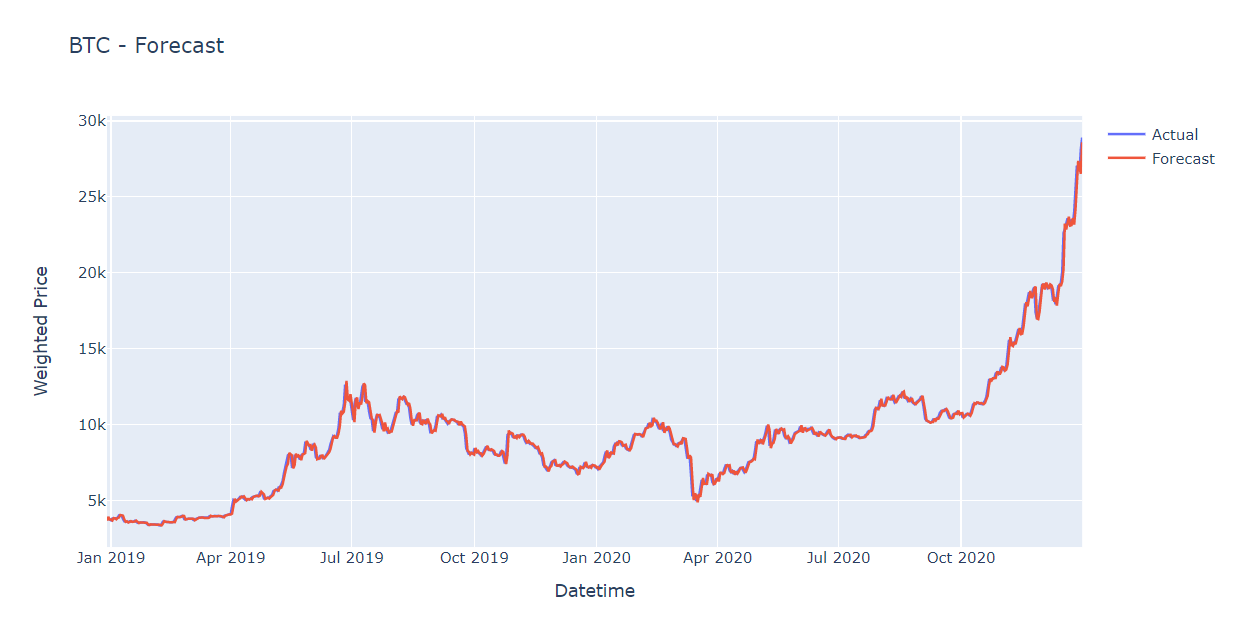 BTC - Forecast
30k
25k
20k
15k
10k
5k
Weighted Price
Jan 2019 Apr 2019 Jul 2019 Oct 2019 Jan 2020 Apr 2020 Jul 2020 Oct 2020
Datetime
Actual
Forecast